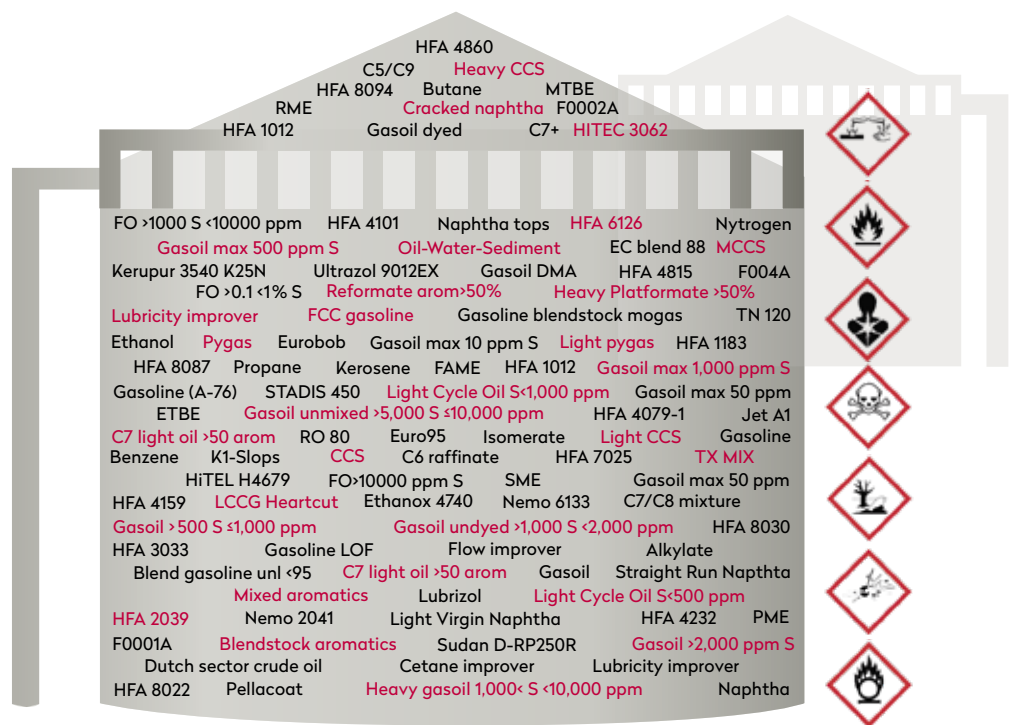 HFA 4860
C5/C9 Heavy CCS
HFA 8094 Butane MTBE
RME Cracked naphtha F0002A
HFA 1012 Gasoil dyed C7+ HITEC 3062
FO >1000 S <10000 ppm HFA 4101 Naphtha tops HFA 6126 Nytrogen
Gasoil max 500 ppm S Oil-Water-Sediment EC blend 88 MCCS
Kerupur 3540 K25N Ultrazol 9012EX Gasoil DMA HFA 4815 F004A
FO >0.1 <1% S Reformate arom>50% Heavy Platformate >50%
Lubricity improver FCC gasoline Gasoline blendstock mogas TN 120
Ethanol Pygas Eurobob Gasoil max 10 ppm S Light pygas HFA 1183
HFA 8087 Propane Kerosene FAME HFA 1012 Gasoil max 1,000 ppm S
Gasoline (A-76) STADIS 450 Light Cycle Oil S<1,000 ppm Gasoil max 50 ppm
ETBE Gasoil unmixed >5,000 S ≤10,000 ppm HFA 4079-1 Jet A1
C7 light oil >50 arom RO 80 Euro95 Isomerate Light CCS Gasoline
Benzene K1-Slops CCS C6 raffinate HFA 7025 TX MIX
HiTEL H4679 FO>10000 ppm S SME Gasoil max 50 ppm
HFA 4159 LCCG Heartcut Ethanox 4740 Nemo 6133 C7/C8 mixture
Gasoil >500 S ≤1,000 ppm Gasoil undyed >1,000 S <2,000 ppm HFA 8030
HFA 3033 Gasoline LOF Flow improver Alkylate
Blend gasoline unl <95 C7 light oil >50 arom Gasoil Straight Run Napthta
Mixed aromatics Lubrizol Light Cycle Oil S<500 ppm
HFA 2039 Nemo 2041 Light Virgin Naphtha HFA 4232 PME
F0001A Blendstock aromatics Sudan D-RP250R Gasoil >2,000 ppm S
Dutch sector crude oil Cetane improver Lubricity improver
HFA 8022 Pellacoat Heavy gasoil 1,000< S <10,000 ppm Naphtha